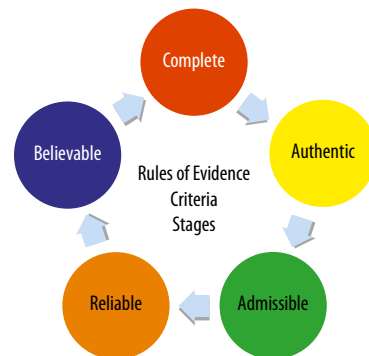 Complete
Authentic
Believable
Rules of Evidence
Criteria
Stages
Reliable
Admissible